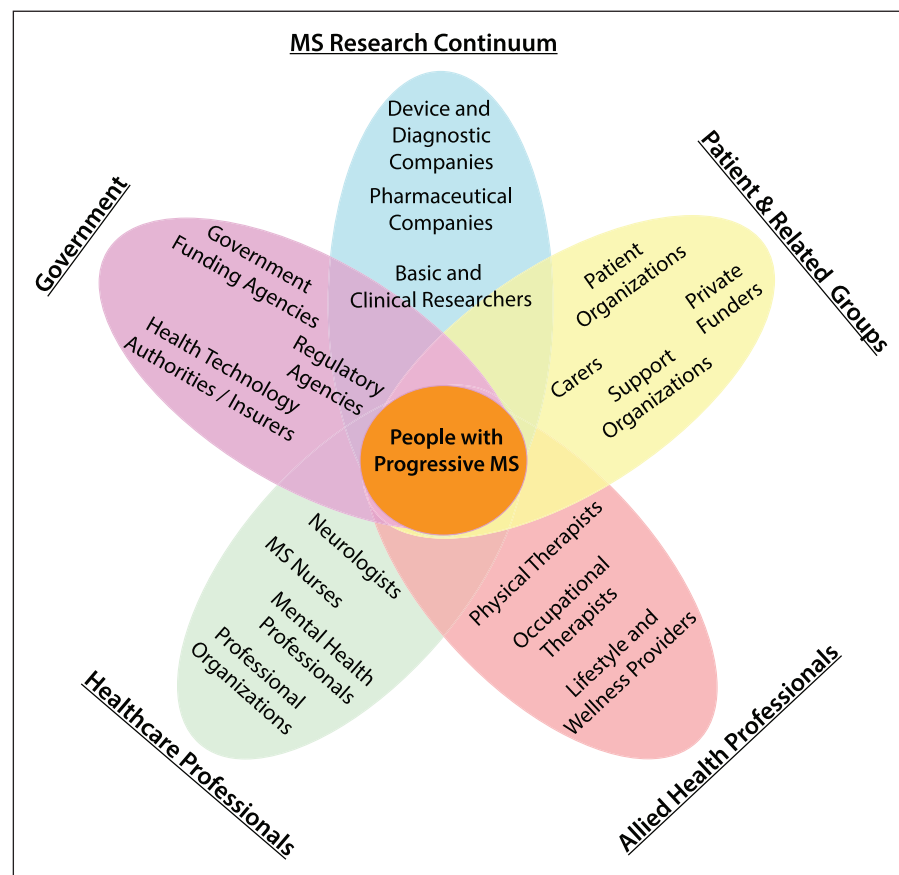 MS Research Continuum
Device and
Diagnostic
Companies
Pharmaceutical
Companies
Basic and
Clinical Researchers
Patient & Related Groups
Patient
Organizations
Private
Funders
Carers
Support
Organizations
Government
Government
Funding Agencies
Regulatory
Agencies
Health Technology
Authorities / Insurers
People with
Progressive MS
Neurologists
MS Nurses
Mental Health
Professionals
Professional
Organizations
Healthcare Professionals
Physical Therapists
Occupational
Therapists
Lifestyle and
Wellness Providers
Allied Health Professionals